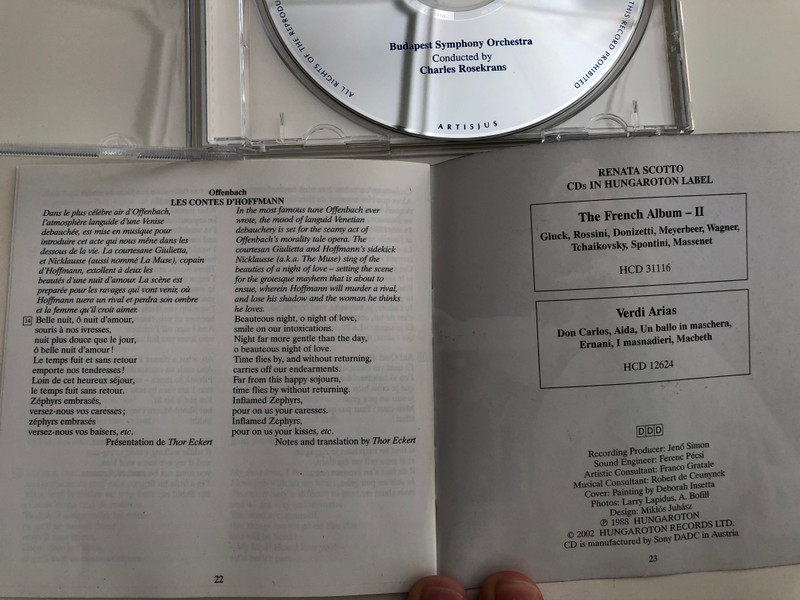 ALL RIGHTS OF THE
THIS RECORD PROHIBITED
Budapest Symphony Orchestra
Conducted by
Charles Rosekrans
ARTISJUS
Offenbach
LES CONTES D'HOFFMANN
Dans le plus célèbre air d'Offenbach,
l'atmosphère languide d'une Venise
debauchée, est mise en musique pour
introduire cet acte qui nous mène dans les
dessous de la vie. La courtesane Giulietta,
et Nicklausse (aussi nommé La Muse), copain
d'Hoffmann, extollent à deux les
beautés d'une nuit d'amour. La scène est
preparée pour les ravages qui vont venir, où
Hoffmann tuera un rival et perdra son ombre
et la femme qu'il croit aimer.
14 Belle nuit, ô nuit d'amour,
souris à nos ivresses,
nuit plus douce que le jour,
ô belle nuit d'amour!
Le temps fuit et sans retour
emporte nos tendresses!
Loin de cet heureux séjour,
le temps fuit sans retour.
Zéphyrs embrasés,
versez-nous vos caresses;
zéphyrs embrasés
versez-nous vos baisers, etc.
Présentation de Thor Eckert
In the most famous tune Offenbach ever
wrote, the mood of languid Venetian
debauchery is set for the seamy act of
Offenbach's morality tale opera. The
courtesan Giulietta and Hoffmann's sidekick
Nicklausse (a.k.a. The Muse) sing of the
beauties of a night of love – setting the scene
for the grotesque mayhem that is about to
ensue, wherein Hoffmann will murder a rival,
and lose his shadow and the woman he thinks
he loves.
Beauteous night, o night of love,
smile on our intoxications.
Night far more gentle than the day,
o beauteous night of love.
Time flies by, and without returning,
carries off our endearments.
Far from this happy sojourn,
time flies by without returning.
Inflamed Zephyrs,
pour on us your caresses.
Inflamed Zephyrs,
pour on us your kisses, etc.
Notes and translation by Thor Eckert
22
RENATA SCOTTO
CDs IN HUNGAROTON LABEL
The French Album – II
Gluck, Rossini, Donizetti, Meyerbeer, Wagner,
Tchaikovsky, Spontini, Massenet
HCD 31116
Verdi Arias
Don Carlos, Aida, Un ballo in maschera,
Ernani, I masnadieri, Macbeth
HCD 12624
DDD
Recording Producer: Jenő Simon
Sound Engineer: Ferenc Pécsi
Artistic Consultant: Franco Gratale
Musical Consultant: Robert de Ceunynck
Cover: Painting by Deborah Insetta
Photos: Larry Lapidus, A. Bofill
Design: Miklós Juhász
℗ 1988 HUNGAROTON
© 2002 HUNGAROTON RECORDS LTD.
CD is manufactured by Sony DADC in Austria
23